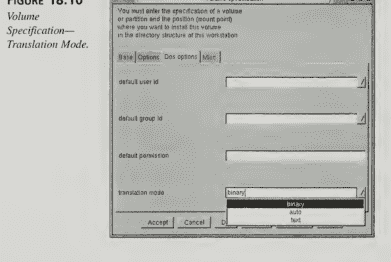 FIGURE 18.10
Volume
Specification—
Translation Mode.
You must enter the specification of a volume
or partition and the position (mount point)
where you want to install this volume
in the directory structure at this workstation
Base Options Dos options Misc
default user id
default group id
default permission
translation mode binary
binary
auto
text
Accept Cancel